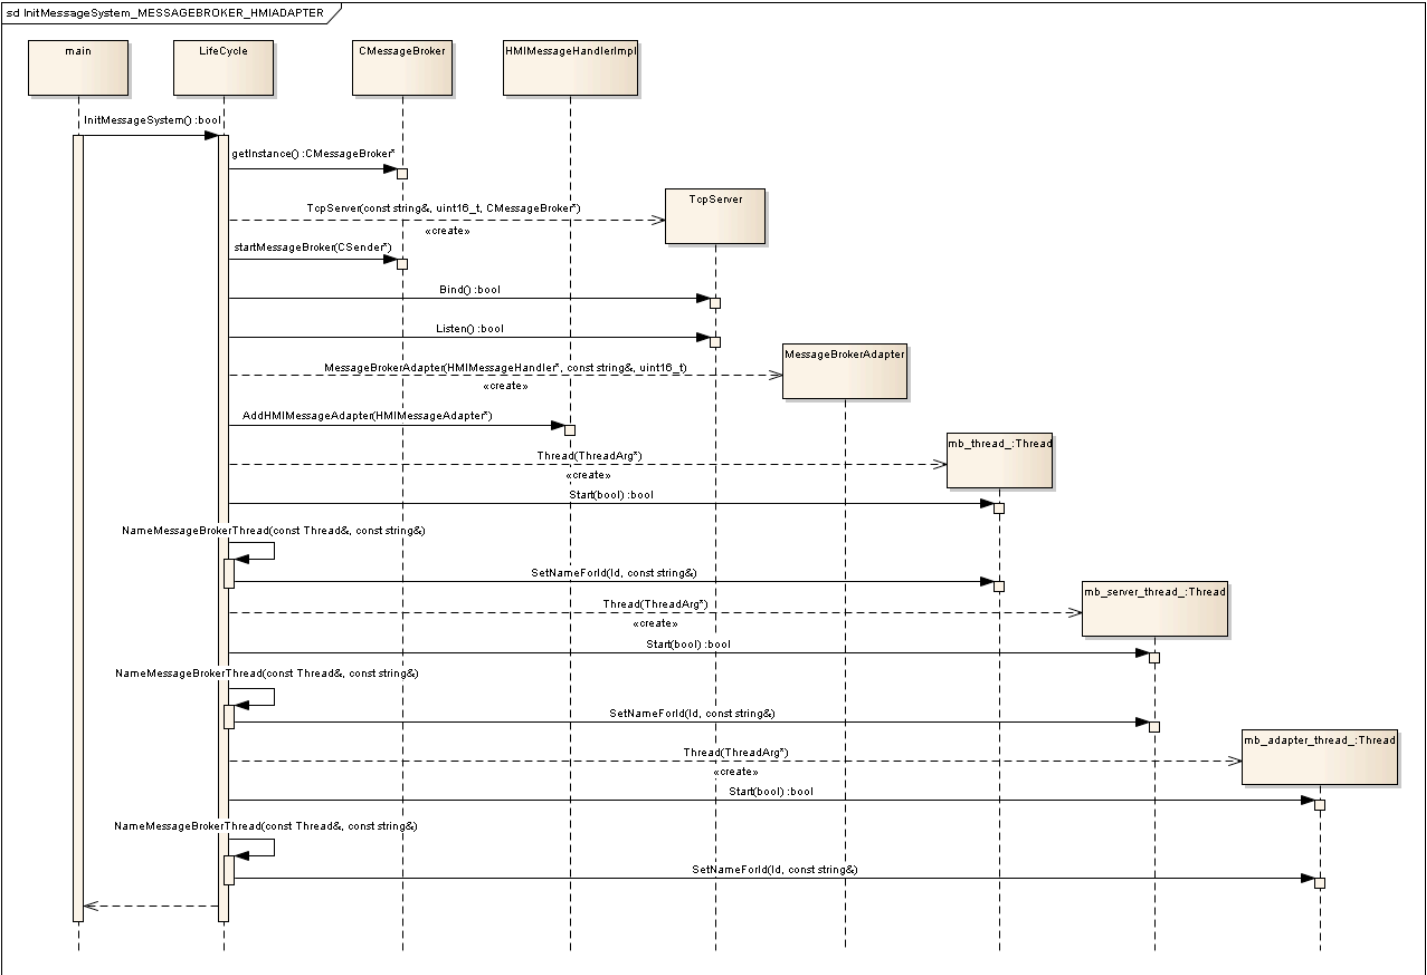 sd InitMessageSystem_MESSAGEBROKER_HMIADAPTER
main
LifeCycle
CMessageBroker
HMIMessageHandlerImpl
InitMessageSystem() :bool
getInstance() :CMessageBroker*
TcpServer
TcpServer(const string&, uint16_t, CMessageBroker*)
«create»
startMessageBroker(CSender*)
Bind() :bool
Listen() :bool
MessageBrokerAdapter
MessageBrokerAdapter(HMIMessageHandler*, const string&, uint16_t)
«create»
AddHMIMessageAdapter(HMIMessageAdapter*)
mb_thread_:Thread
Thread(ThreadArg*)
«create»
Start(bool) :bool
NameMessageBrokerThread(const Thread&, const string&)
SetNameForId(Id, const string&)
mb_server_thread_:Thread
Thread(ThreadArg*)
«create»
Start(bool) :bool
NameMessageBrokerThread(const Thread&, const string&)
SetNameForId(Id, const string&)
mb_adapter_thread_:Thread
Thread(ThreadArg*)
«create»
Start(bool) :bool
NameMessageBrokerThread(const Thread&, const string&)
SetNameForId(Id, const string&)